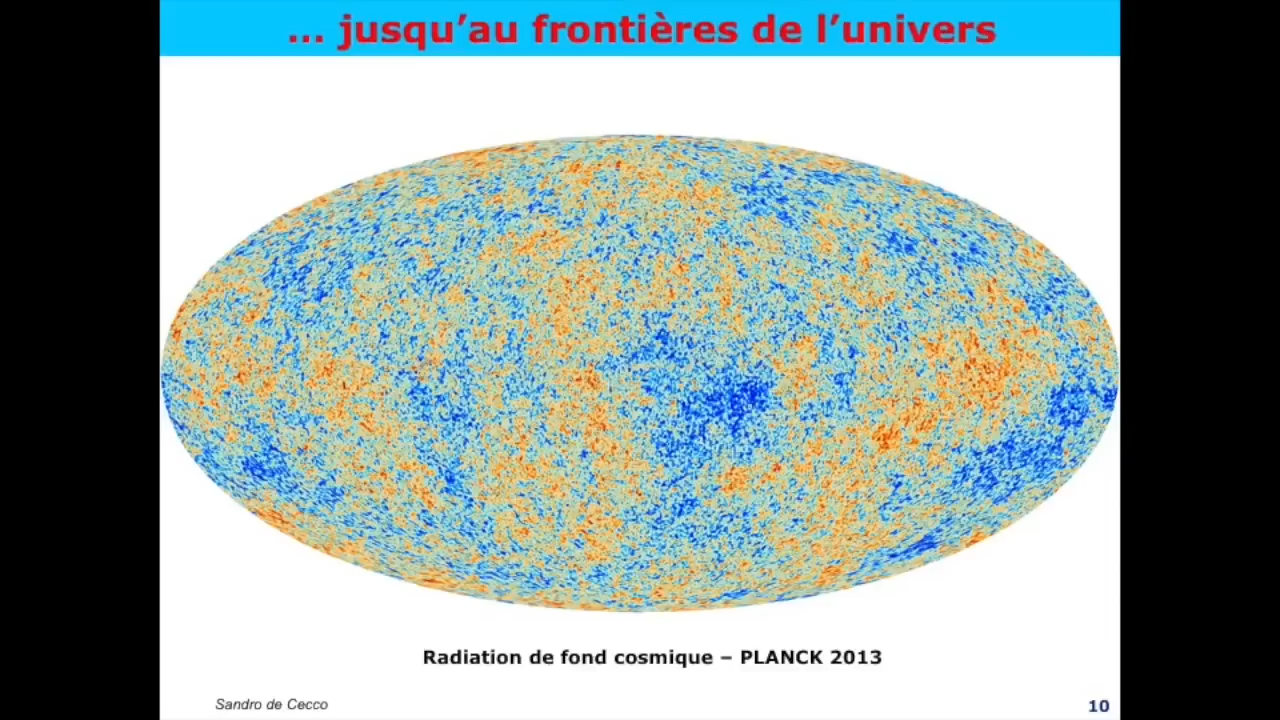 ... jusqu’au frontières de l’univers
Radiation de fond cosmique – PLANCK 2013
Sandro de Cecco
10